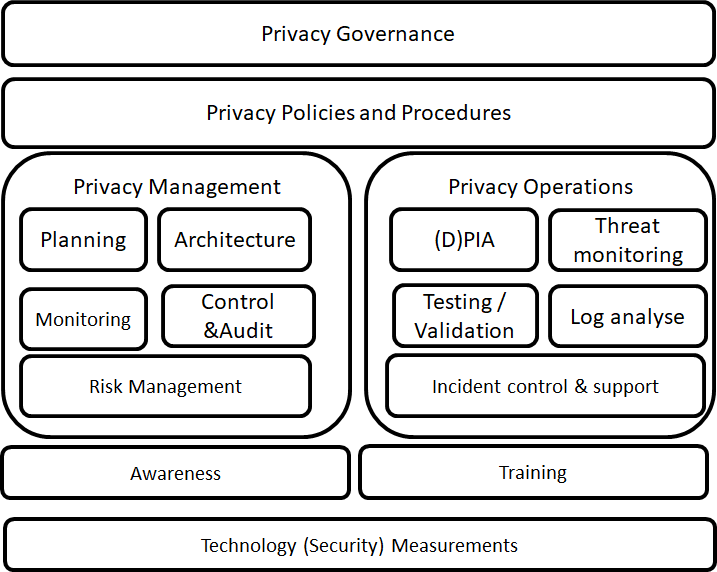 Privacy Governance
Privacy Policies and Procedures
Privacy Management
Planning
Architecture
Monitoring
Control
&Audit
Risk Management
Privacy Operations
(D)PIA
Threat
monitoring
Testing /
Validation
Log analyse
Incident control & support
Awareness
Training
Technology (Security) Measurements